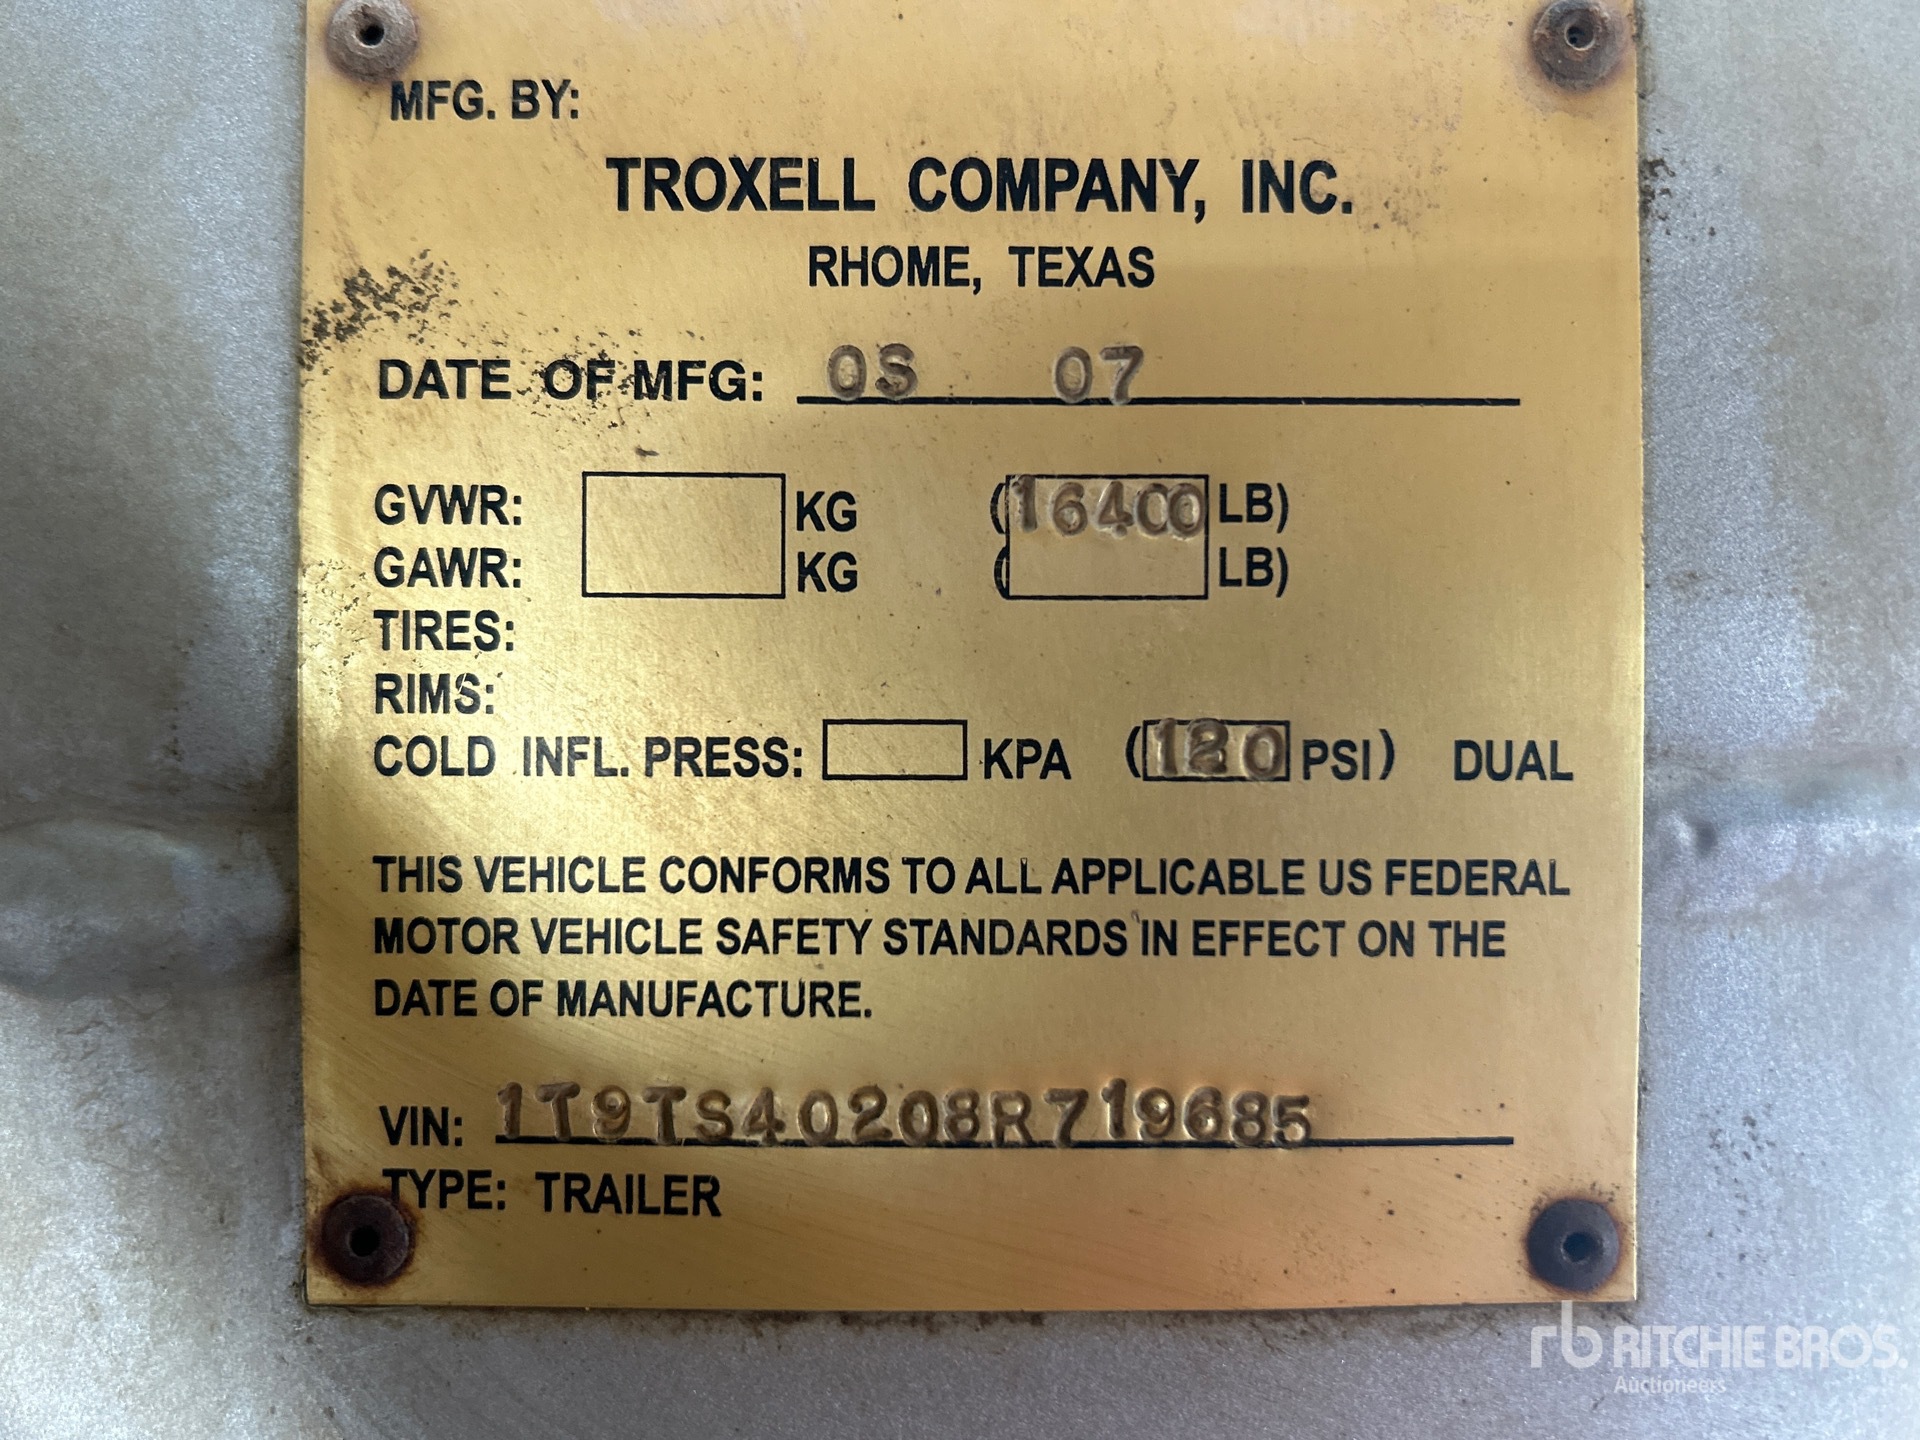 MFG. BY:
TROXELL COMPANY, INC.
RHOME, TEXAS
DATE OF MFG: 0S 07
GVWR: KG (16400 LB)
GAWR: KG ( LB)
TIRES:
RIMS:
COLD INFL. PRESS: KPA (120 PSI) DUAL
THIS VEHICLE CONFORMS TO ALL APPLICABLE US FEDERAL
MOTOR VEHICLE SAFETY STANDARDS IN EFFECT ON THE
DATE OF MANUFACTURE.
VIN: 1T9TS40208R719685
TYPE: TRAILER
rb RITCHIE BROS.
Auctioneers